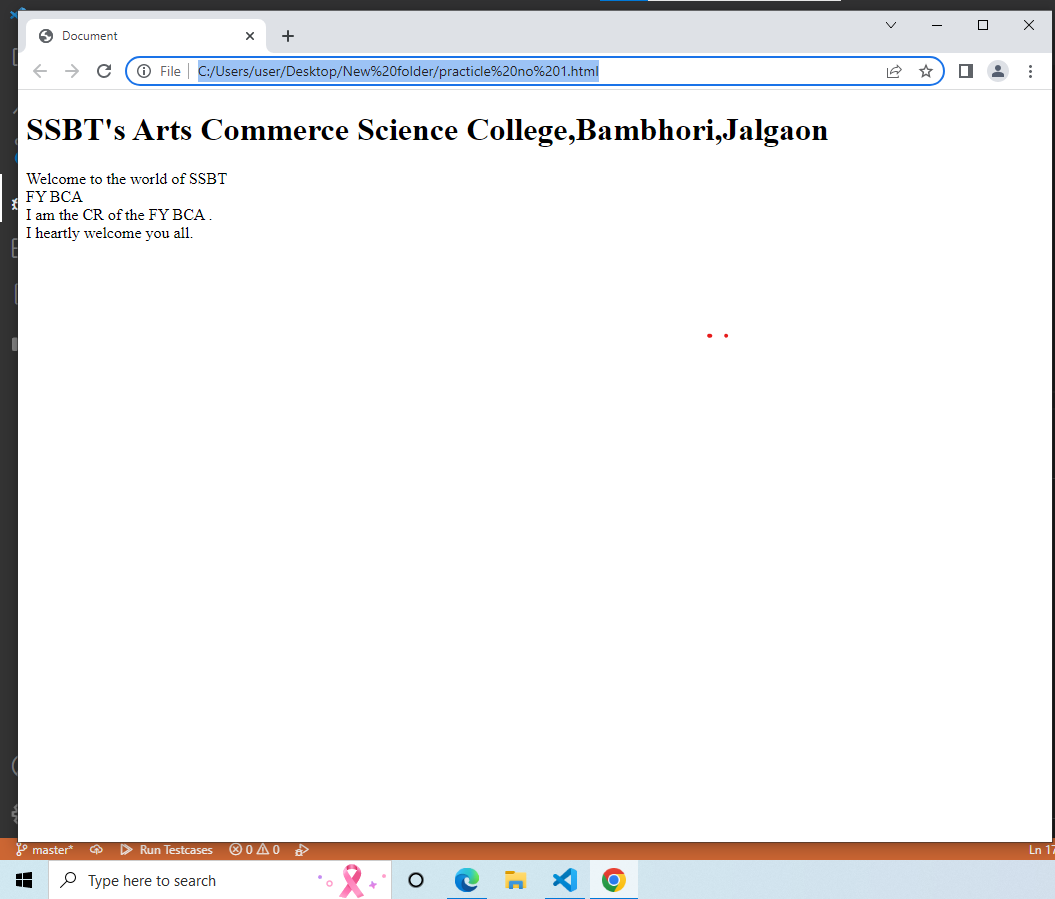 Document
File
C:/Users/user/Desktop/New%20folder/practicle%20no%201.html
SSBT's Arts Commerce Science College,Bambhori,Jalgaon
Welcome to the world of SSBT
FY BCA
I am the CR of the FY BCA .
I heartly welcome you all.
master* Run Testcases 0 0 Ln 17
Type here to search